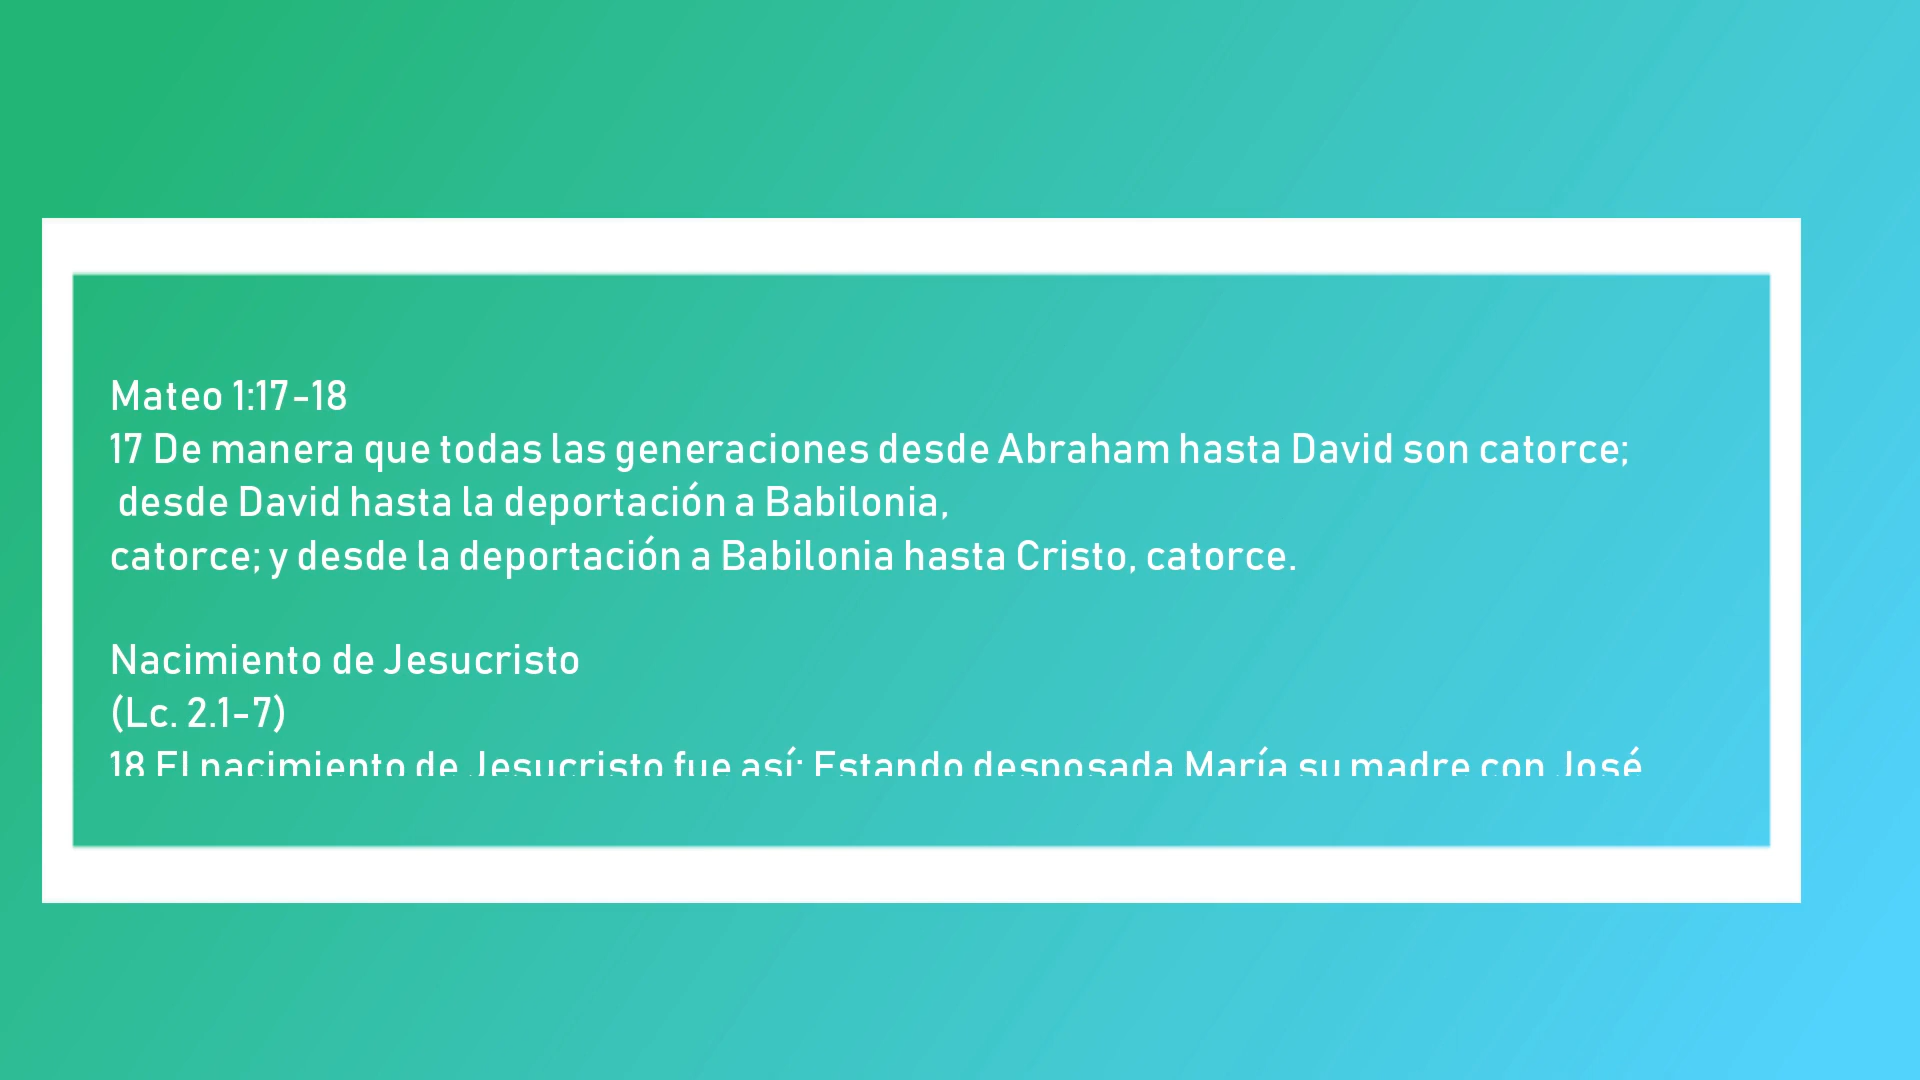 Mateo 1:17-18
17 De manera que todas las generaciones desde Abraham hasta David son catorce;
desde David hasta la deportación a Babilonia,
catorce; y desde la deportación a Babilonia hasta Cristo, catorce.
Nacimiento de Jesucristo
(Lc. 2.1-7)
18 El nacimiento de Jesucristo fue así: Estando desposada María su madre con José